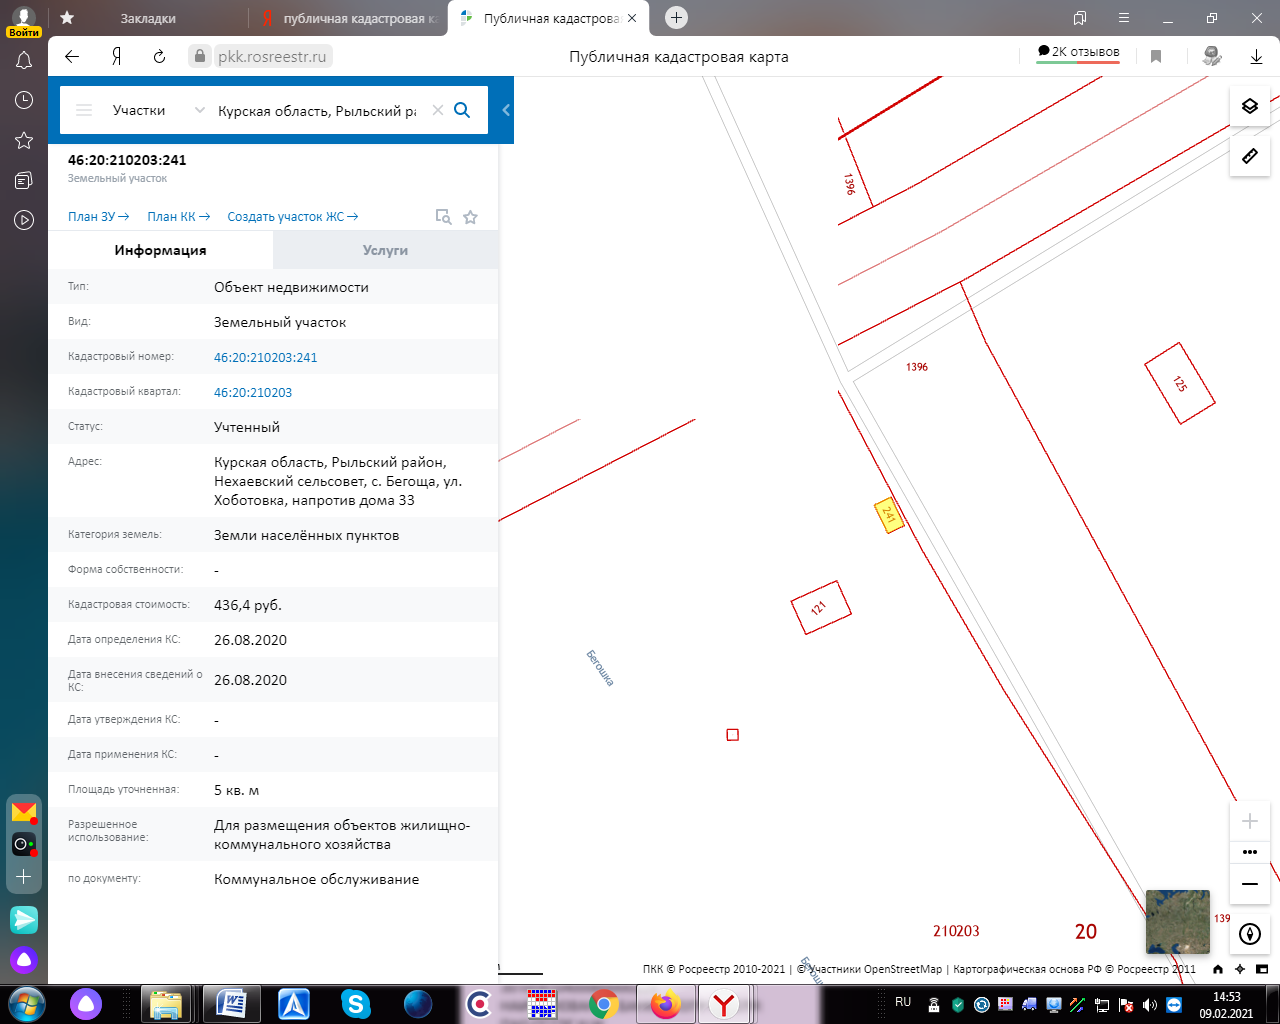 Войти
Закладки
публичная кадастровая ка
Публичная кадастрова
pkk.rosreestr.ru
Публичная кадастровая карта
2К отзывов
Участки
Курская область, Рыльский ра
46:20:210203:241
Земельный участок
План ЗУ →
План КК →
Создать участок ЖС →
Информация
Услуги
Тип:
Объект недвижимости
Вид:
Земельный участок
Кадастровый номер:
46:20:210203:241
Кадастровый квартал:
46:20:210203
Статус:
Учтенный
Адрес:
Курская область, Рыльский район,
Нехаевский сельсовет, с. Бегоща, ул.
Хоботовка, напротив дома 33
Категория земель:
Земли населённых пунктов
Форма собственности:
-
Кадастровая стоимость:
436,4 руб.
Дата определения КС:
26.08.2020
Дата внесения сведений о
КС:
26.08.2020
Дата утверждения КС:
-
Дата применения КС:
-
Площадь уточненная:
5 кв. м
Разрешенное
использование:
Для размещения объектов жилищно-
коммунального хозяйства
по документу:
Коммунальное обслуживание
1396
1396
125
241
121
Бегошка
210203
20
139
Бегошка
ПКК © Росреестр 2010-2021 | © Участники OpenStreetMap | Картографическая основа РФ © Росреестр 2011
RU
14:53
09.02.2021